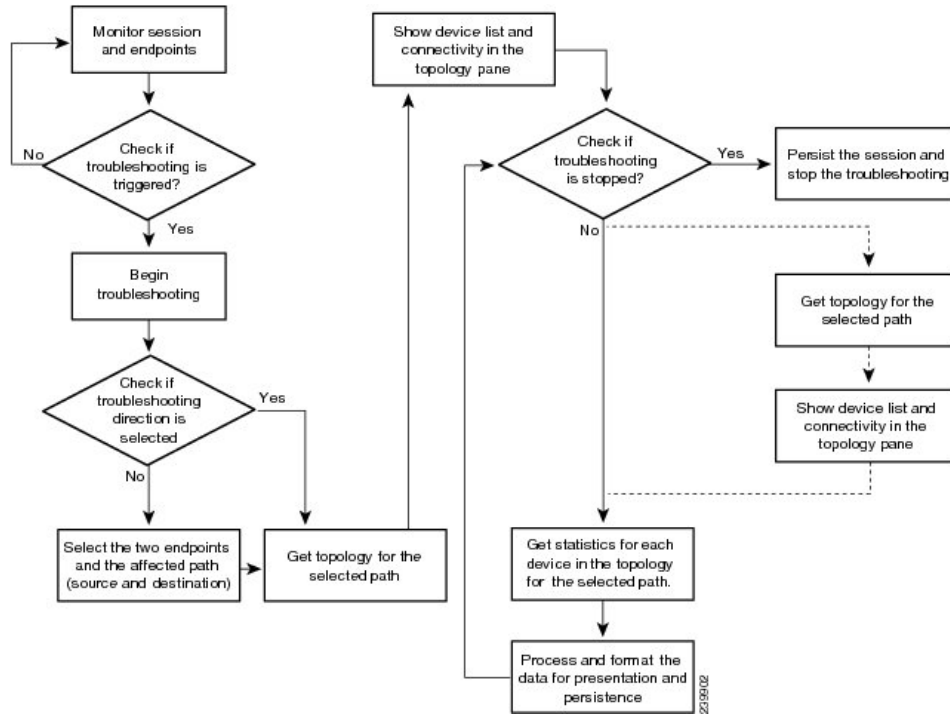 Monitor session
and endpoints
No
Check if
troubleshooting is
triggered?
Yes
Begin
troubleshooting
Check if
troubleshooting
direction is
selected
Yes
No
Select the two endpoints
and the affected path
(source and destination)
Get topology for the
selected path
Show device list and
connectivity in the
topology pane
Check if
troubleshooting
is stopped?
Yes
Persist the session and
stop the troubleshooting
No
Get topology for the
selected path
Show device list and
connectivity in the
topology pane
Get statistics for each
device in the topology
for the selected path.
Process and format the
data for presentation and
persistence
239902